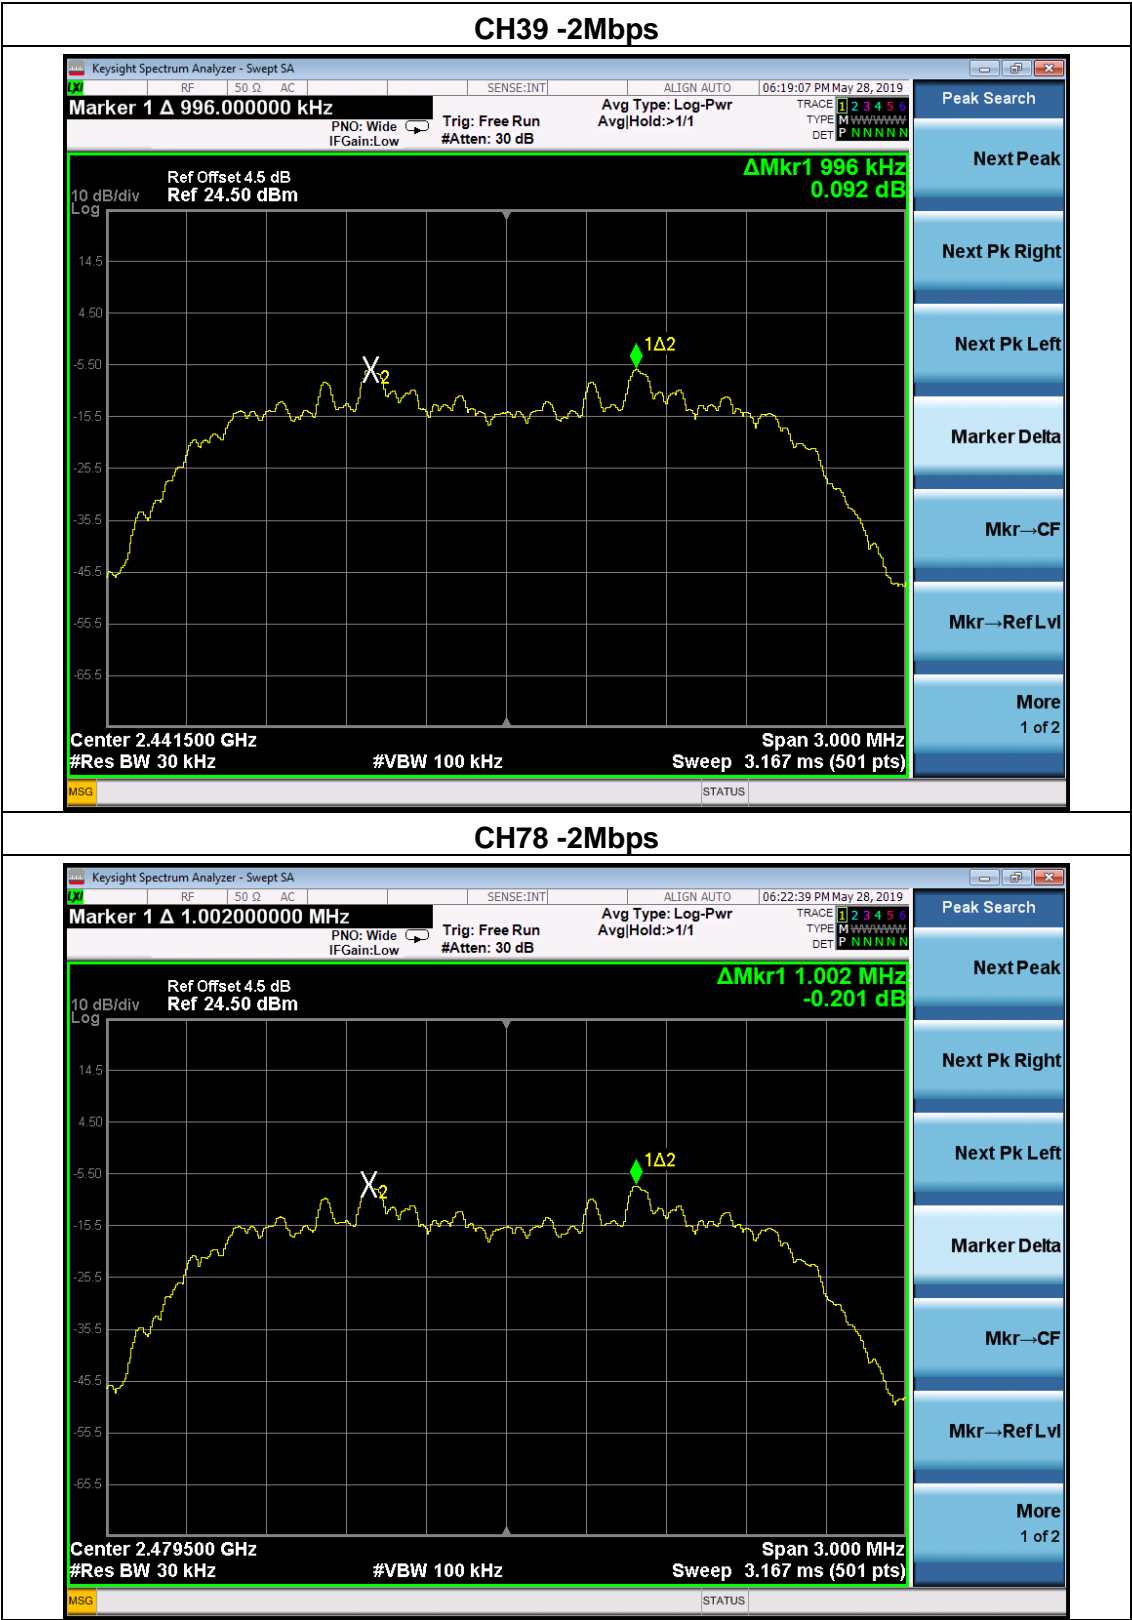 CH39 -2Mbps
Keysight Spectrum Analyzer - Swept SA
LXI RF 50 Ω AC SENSE:INT ALIGN AUTO 06:19:07 PM May 28, 2019
Marker 1 Δ 996.000000 kHz
PNO: Wide
IFGain:Low
Trig: Free Run
#Atten: 30 dB
Avg Type: Log-Pwr
Avg|Hold:>1/1
TRACE 1 2 3 4 5 6
TYPE M WWWWW
DET P N N N N N
Peak Search
Next Peak
Next Pk Right
Next Pk Left
Marker Delta
Mkr→CF
Mkr→Ref Lvl
More
1 of 2
ΔMkr1 996 kHz
0.092 dB
Ref Offset 4.5 dB
10 dB/div Ref 24.50 dBm
Log
14.5
4.50
-5.50
-15.5
-25.5
-35.5
-45.5
-55.5
-65.5
X2
1Δ2
Center 2.441500 GHz Span 3.000 MHz
#Res BW 30 kHz #VBW 100 kHz Sweep 3.167 ms (501 pts)
MSG STATUS
CH78 -2Mbps
Keysight Spectrum Analyzer - Swept SA
LXI RF 50 Ω AC SENSE:INT ALIGN AUTO 06:22:39 PM May 28, 2019
Marker 1 Δ 1.002000000 MHz
PNO: Wide
IFGain:Low
Trig: Free Run
#Atten: 30 dB
Avg Type: Log-Pwr
Avg|Hold:>1/1
TRACE 1 2 3 4 5 6
TYPE M WWWWW
DET P N N N N N
Peak Search
Next Peak
Next Pk Right
Next Pk Left
Marker Delta
Mkr→CF
Mkr→Ref Lvl
More
1 of 2
ΔMkr1 1.002 MHz
-0.201 dB
Ref Offset 4.5 dB
10 dB/div Ref 24.50 dBm
Log
14.5
4.50
-5.50
-15.5
-25.5
-35.5
-45.5
-55.5
-65.5
X2
1Δ2
Center 2.479500 GHz Span 3.000 MHz
#Res BW 30 kHz #VBW 100 kHz Sweep 3.167 ms (501 pts)
MSG STATUS